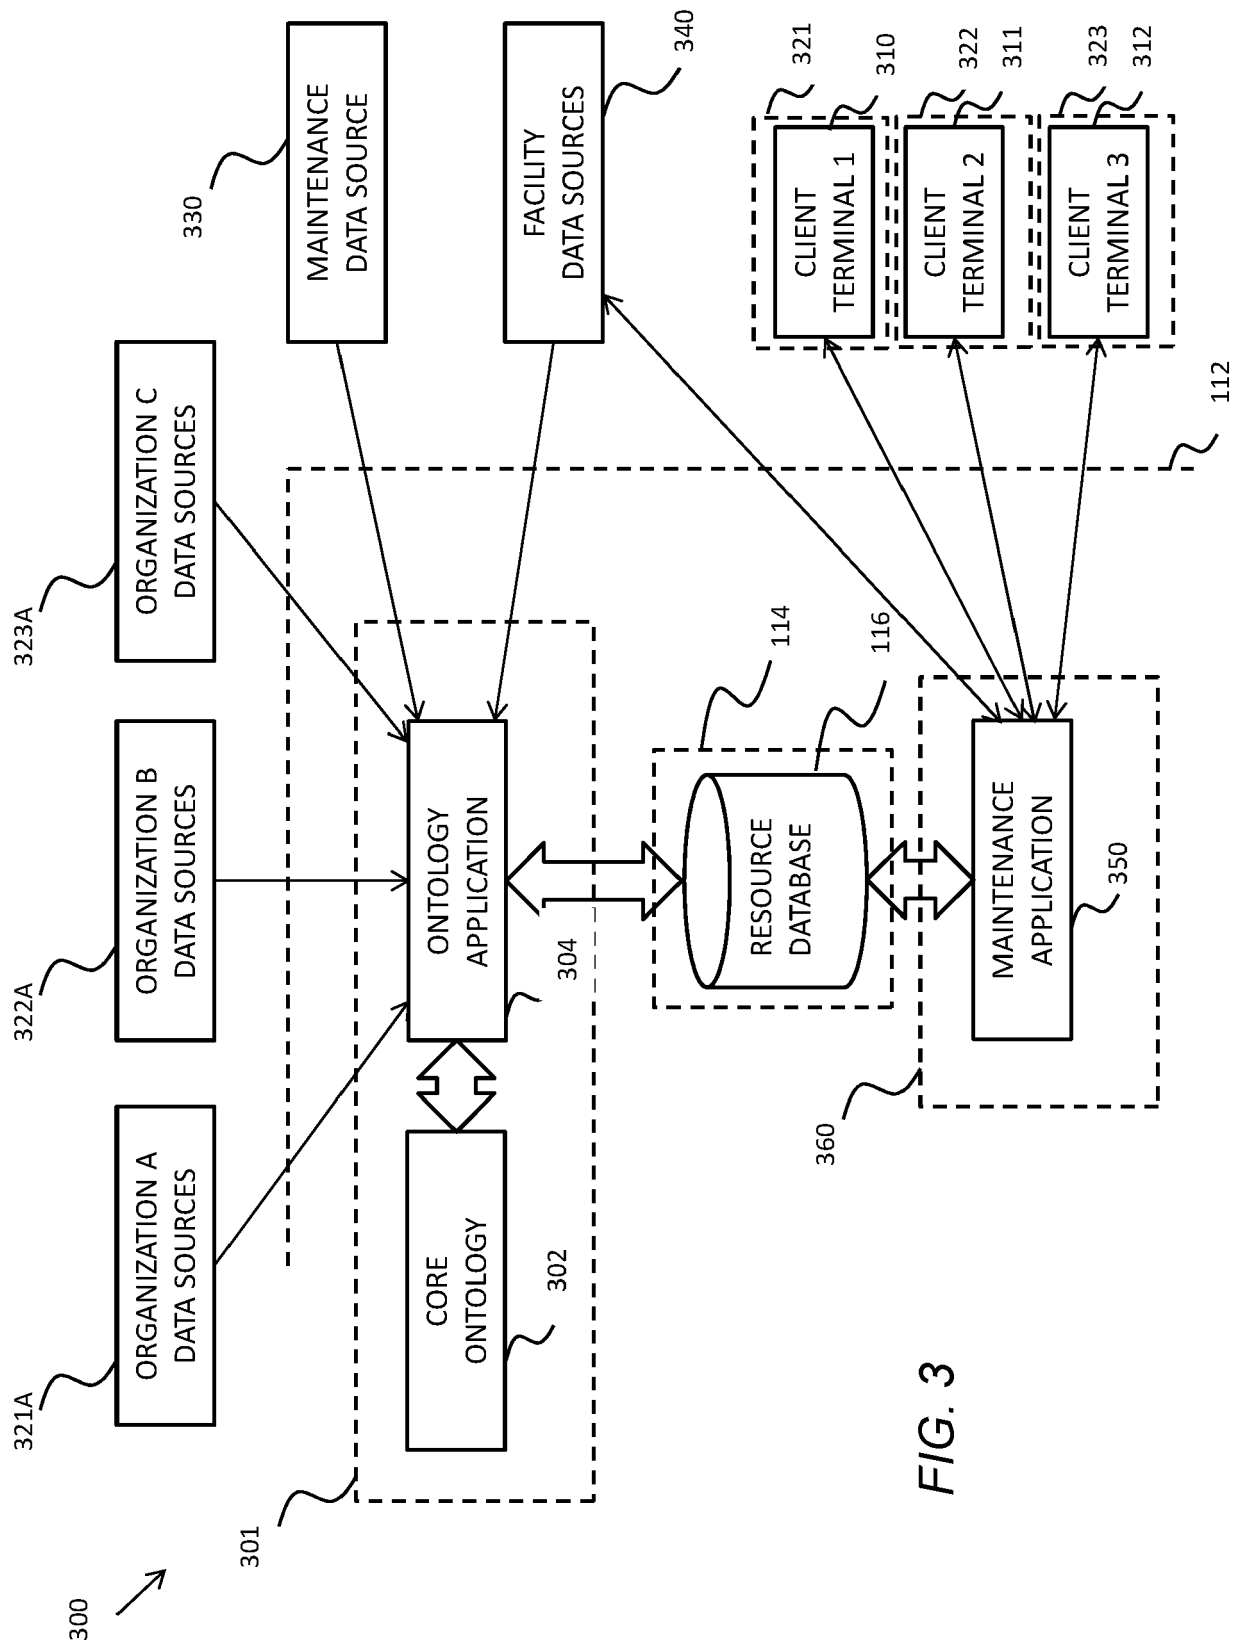 300
321A
ORGANIZATION A
DATA SOURCES
322A
ORGANIZATION B
DATA SOURCES
323A
ORGANIZATION C
DATA SOURCES
330
MAINTENANCE
DATA SOURCE
301
CORE
ONTOLOGY
302
ONTOLOGY
APPLICATION
304
FACILITY
DATA SOURCES
340
114
116
RESOURCE
DATABASE
321
310
CLIENT
TERMINAL 1
322
311
CLIENT
TERMINAL 2
323
312
CLIENT
TERMINAL 3
360
MAINTENANCE
APPLICATION
350
112
FIG. 3